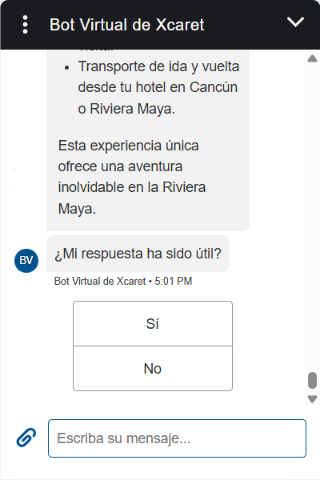 Bot Virtual de Xcaret
• Transporte de ida y vuelta
desde tu hotel en Cancún
o Riviera Maya.
Esta experiencia única
ofrece una aventura
inolvidable en la Riviera
Maya.
¿Mi respuesta ha sido útil?
BV
Bot Virtual de Xcaret • 5:01 PM
Sí
No
Escriba su mensaje...